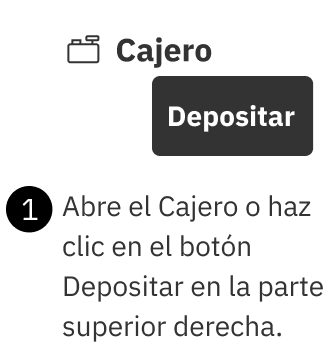 Cajero
Depositar
1 Abre el Cajero o haz
clic en el botón
Depositar en la parte
superior derecha.